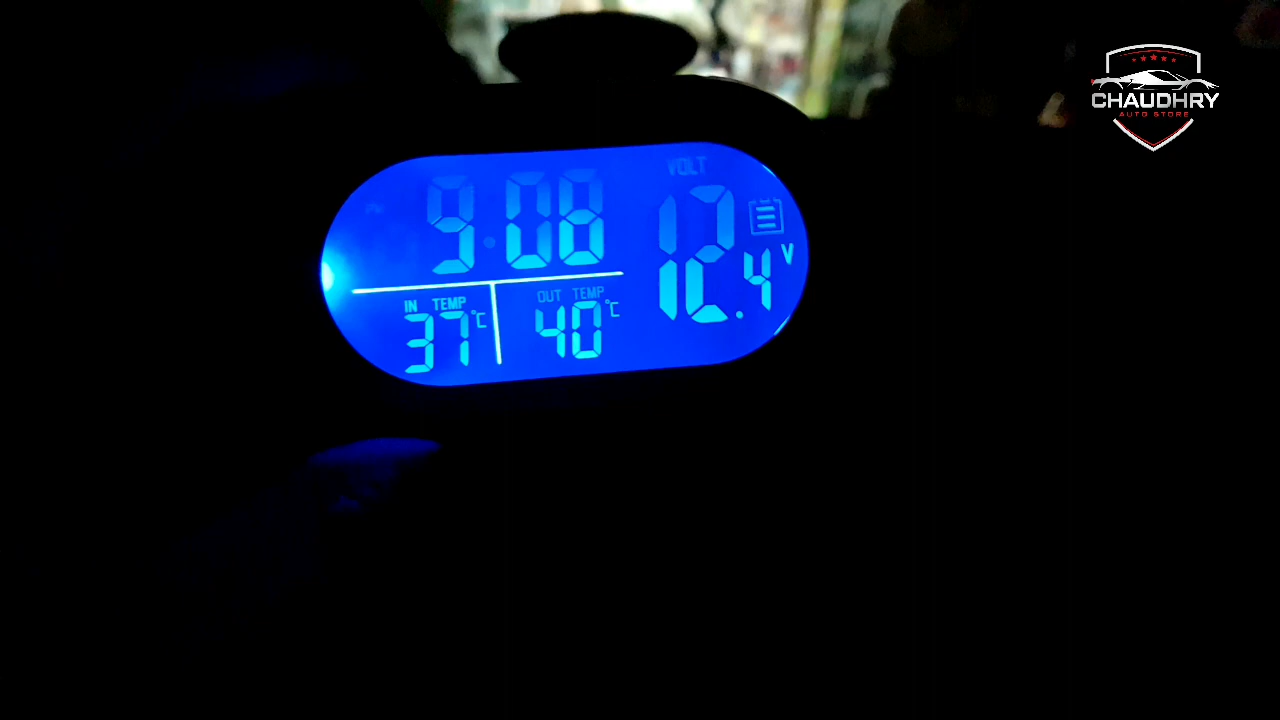 CHAUDHRY
AUTO STORE
VOLT
9:08
12.4 V
IN TEMP
37°C
OUT TEMP
40°C